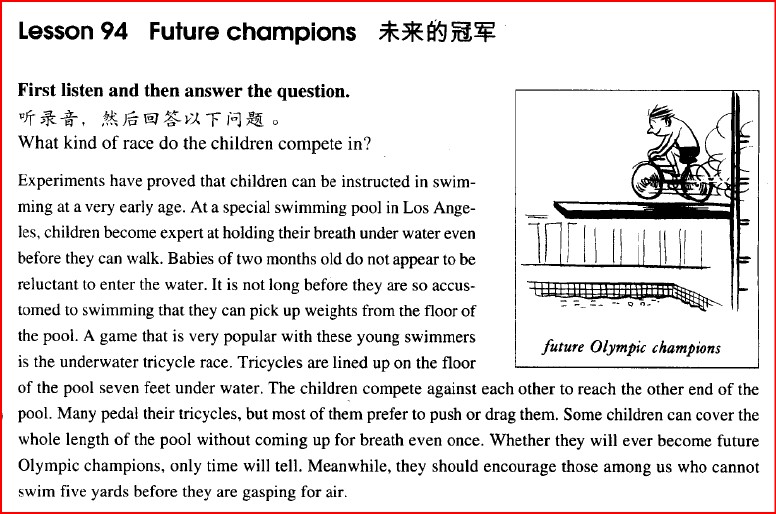 Lesson 94 Future champions 未来的冠军
First listen and then answer the question.
听录音，然后回答以下问题。
What kind of race do the children compete in?
Experiments have proved that children can be instructed in swim-
ming at a very early age. At a special swimming pool in Los Ange-
les, children become expert at holding their breath under water even
before they can walk. Babies of two months old do not appear to be
reluctant to enter the water. It is not long before they are so accus-
tomed to swimming that they can pick up weights from the floor of
the pool. A game that is very popular with these young swimmers
is the underwater tricycle race. Tricycles are lined up on the floor
of the pool seven feet under water. The children compete against each other to reach the other end of the
pool. Many pedal their tricycles, but most of them prefer to push or drag them. Some children can cover the
whole length of the pool without coming up for breath even once. Whether they will ever become future
Olympic champions, only time will tell. Meanwhile, they should encourage those among us who cannot
swim five yards before they are gasping for air.
future Olympic champions